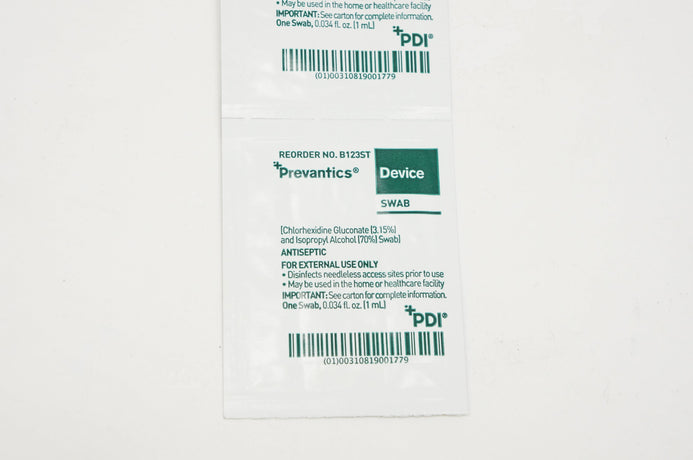 • May be used in the home or healthcare facility
IMPORTANT: See carton for complete information.
One Swab, 0.034 fl. oz. (1 mL)
PDI®
(01)00310819001779
REORDER NO. B123ST
Prevantics®
Device
SWAB
[Chlorhexidine Gluconate (3.15%)
and Isopropyl Alcohol (70%) Swab]
ANTISEPTIC
FOR EXTERNAL USE ONLY
• Disinfects needleless access sites prior to use
• May be used in the home or healthcare facility
IMPORTANT: See carton for complete information.
One Swab, 0.034 fl. oz. (1 mL)
PDI®
(01)00310819001779